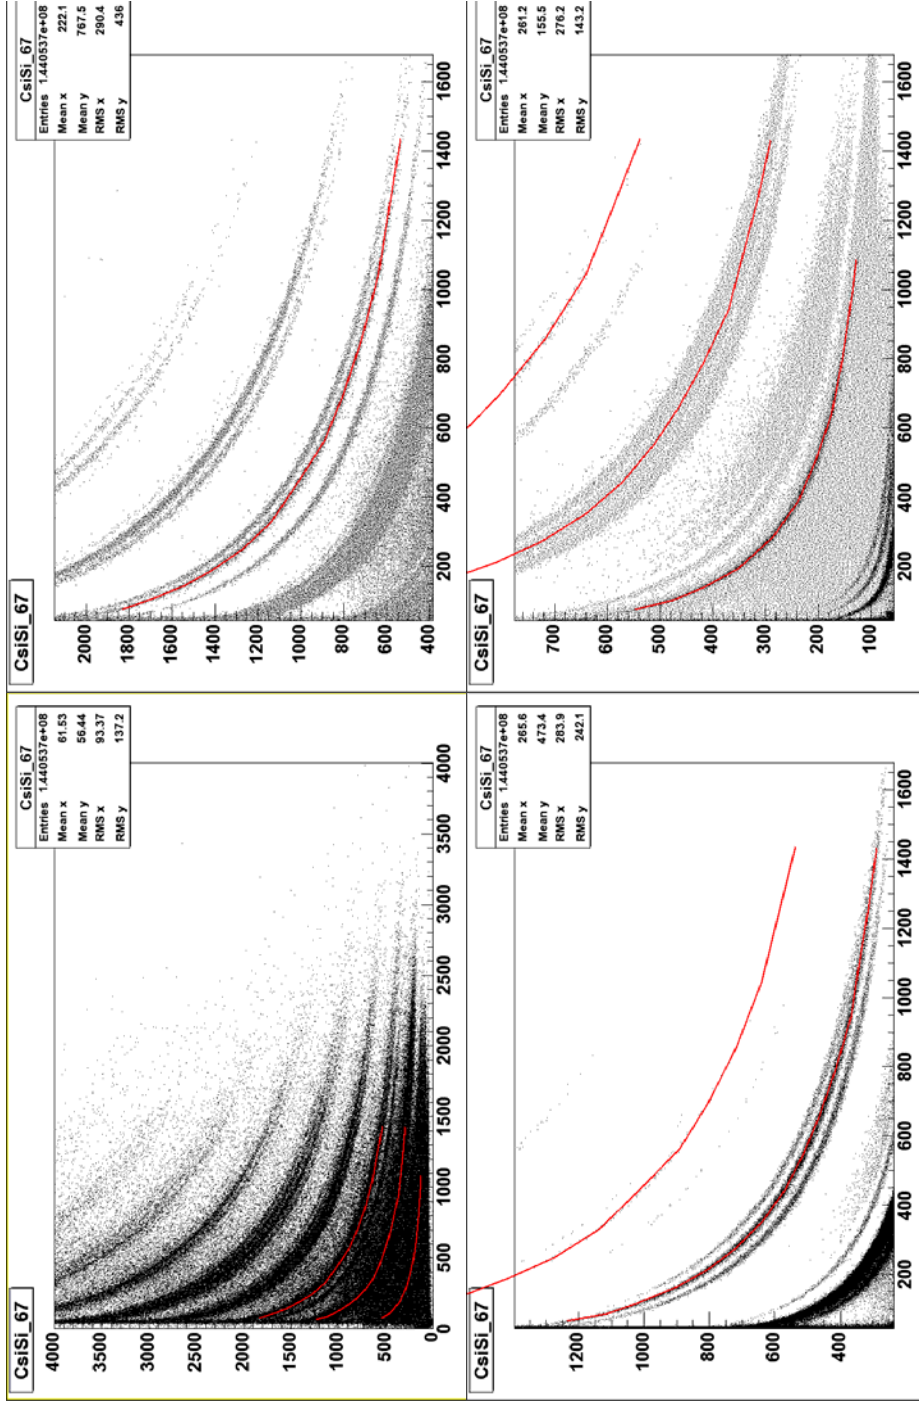 CsiSi_67
CsiSi_67
Entries 1.440537e+08
Mean x 61.53
Mean y 56.44
RMS x 93.37
RMS y 137.2
4000
3500
3000
2500
2000
1500
1000
500
0
0 500 1000 1500 2000 2500 3000 3500 4000
CsiSi_67
CsiSi_67
Entries 1.440537e+08
Mean x 222.1
Mean y 767.5
RMS x 290.4
RMS y 436
2000
1800
1600
1400
1200
1000
800
600
400
200 400 600 800 1000 1200 1400 1600
CsiSi_67
CsiSi_67
Entries 1.440537e+08
Mean x 265.6
Mean y 473.4
RMS x 283.9
RMS y 242.1
1200
1000
800
600
400
200 400 600 800 1000 1200 1400 1600
CsiSi_67
CsiSi_67
Entries 1.440537e+08
Mean x 261.2
Mean y 155.5
RMS x 276.2
RMS y 143.2
700
600
500
400
300
200
100
200 400 600 800 1000 1200 1400 1600